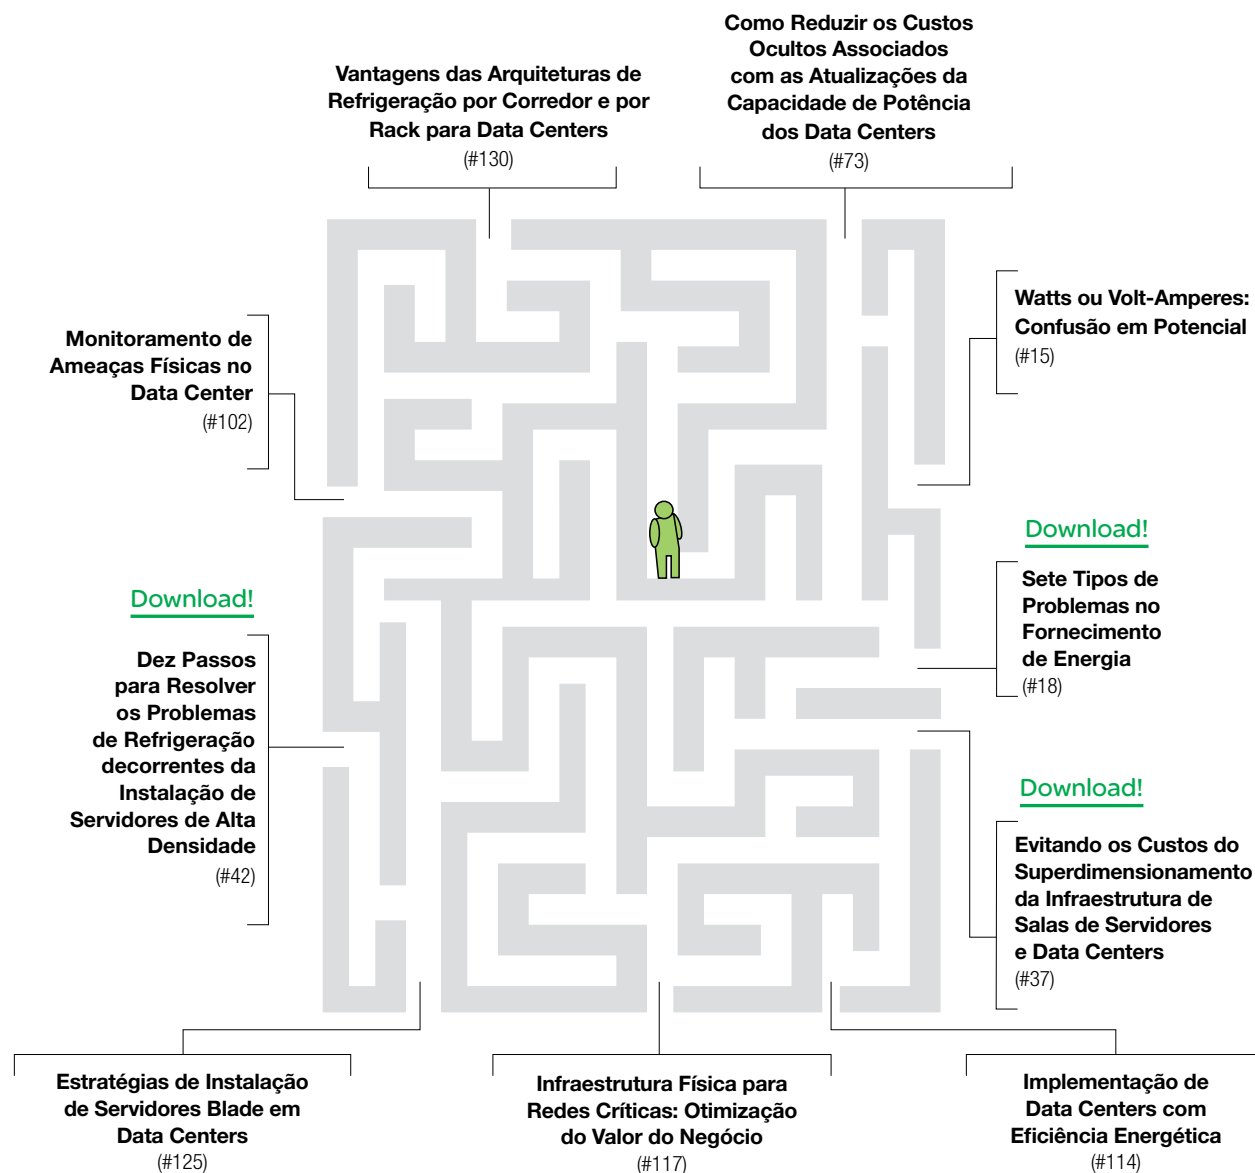 Vantagens das Arquiteturas de
Refrigeração por Corredor e por
Rack para Data Centers
(#130)
Como Reduzir os Custos
Ocultos Associados
com as Atualizações da
Capacidade de Potência
dos Data Centers
(#73)
Monitoramento de
Ameaças Físicas no
Data Center
(#102)
Watts ou Volt-Amperes:
Confusão em Potencial
(#15)
Download!
Sete Tipos de
Problemas no
Fornecimento
de Energia
(#18)
Download!
Dez Passos
para Resolver
os Problemas
de Refrigeração
decorrentes da
Instalação de
Servidores de Alta
Densidade
(#42)
Download!
Evitando os Custos do
Superdimensionamento
da Infraestrutura de
Salas de Servidores
e Data Centers
(#37)
Estratégias de Instalação
de Servidores Blade em
Data Centers
(#125)
Infraestrutura Física para
Redes Críticas: Otimização
do Valor do Negócio
(#117)
Implementação de
Data Centers com
Eficiência Energética
(#114)